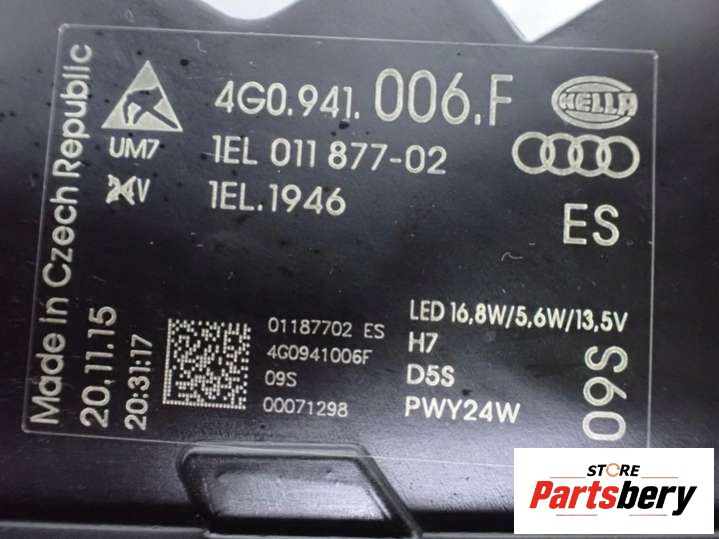 Made in Czech Republic
20.11.15
20:31:17
UM7
24V
4G0.941.006.F
HELLA
1EL 011 877-02
1EL.1946
ES
01187702 ES
4G0941006F
09S
00071298
LED 16,8W/5,6W/13,5V
H7
D5S
PWY24W
09S
STORE
Partsbery